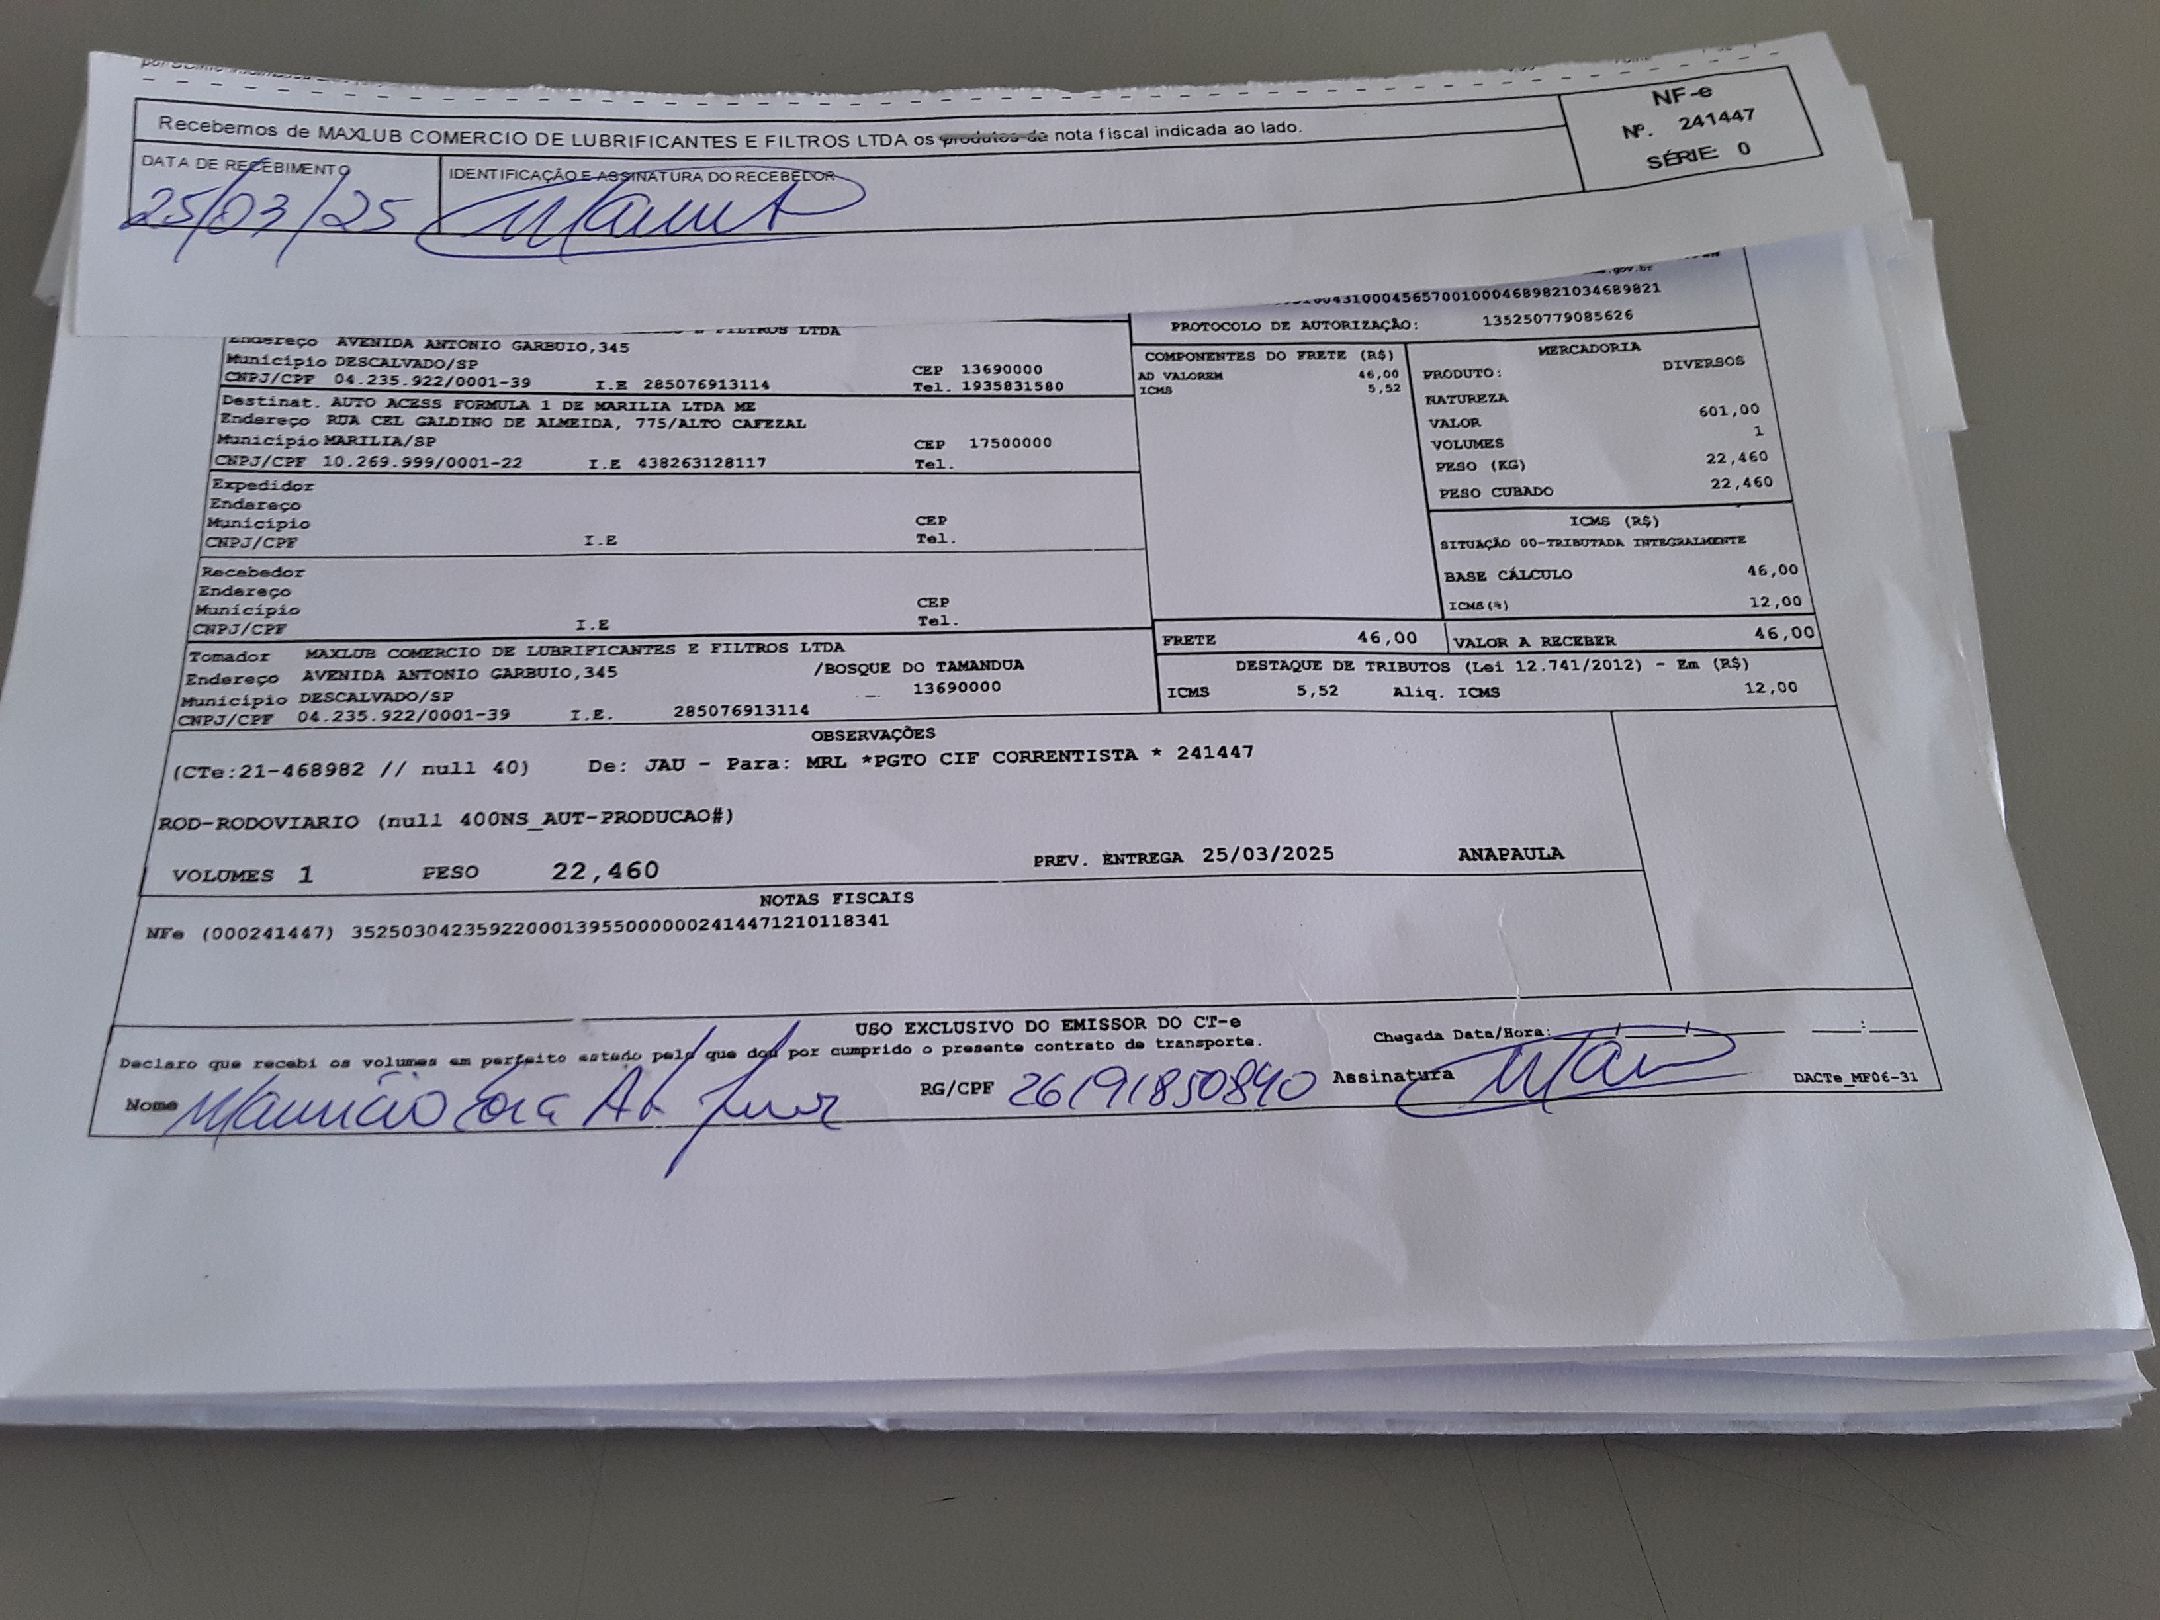 Recebemos de MAXLUB COMERCIO DE LUBRIFICANTES E FILTROS LTDA os produtos da nota fiscal indicada ao lado.
NF-e
Nº. 241447
SÉRIE: 0
DATA DE RECEBIMENTO
25/03/25
IDENTIFICAÇÃO E ASSINATURA DO RECEBEDOR
.gov.br
431000456570010004689821034689821
PROTOCOLO DE AUTORIZAÇÃO: 135250779085626
E FILTROS LTDA
Endereço AVENIDA ANTONIO GARBUIO,345
Município DESCALVADO/SP CEP 13690000
CNPJ/CPF 04.235.922/0001-39 I.E 285076913114 Tel. 1935831580
Destinat. AUTO ACESS FORMULA 1 DE MARILIA LTDA ME
Endereço RUA CEL GALDINO DE ALMEIDA, 775/ALTO CAFEZAL
Município MARILIA/SP CEP 17500000
CNPJ/CPF 10.269.999/0001-22 I.E 438263128117 Tel.
Expedidor
Endereço
Município CEP
CNPJ/CPF I.E Tel.
Recebedor
Endereço
Município CEP
CNPJ/CPF I.E Tel.
Tomador MAXLUB COMERCIO DE LUBRIFICANTES E FILTROS LTDA
Endereço AVENIDA ANTONIO GARBUIO,345 /BOSQUE DO TAMANDUA
Município DESCALVADO/SP 13690000
CNPJ/CPF 04.235.922/0001-39 I.E. 285076913114
COMPONENTES DO FRETE (R$)
AD VALOREM 46,00
ICMS 5,52
MERCADORIA
PRODUTO: DIVERSOS
NATUREZA
VALOR 601,00
VOLUMES 1
PESO (KG) 22,460
PESO CUBADO 22,460
ICMS (R$)
SITUAÇÃO 00-TRIBUTADA INTEGRALMENTE
BASE CÁLCULO 46,00
ICMS(%) 12,00
FRETE 46,00 VALOR A RECEBER 46,00
DESTAQUE DE TRIBUTOS (Lei 12.741/2012) - Em (R$)
ICMS 5,52 Aliq. ICMS 12,00
OBSERVAÇÕES
(CTe:21-468982 // null 40) De: JAU - Para: MRL *PGTO CIF CORRENTISTA * 241447
ROD-RODOVIARIO (null 400NS_AUT-PRODUCAO#)
VOLUMES 1 PESO 22,460 PREV. ENTREGA 25/03/2025 ANAPAULA
NOTAS FISCAIS
NFe (000241447) 35250304235922000139550000002414471210118341
USO EXCLUSIVO DO EMISSOR DO CT-e
Declaro que recebi os volumes em perfeito estado pelo que dou por cumprido o presente contrato de transporte.
Chegada Data/Hora: / / :
Nome Maurício RG/CPF 26191850840 Assinatura
DACTe_MF06-31